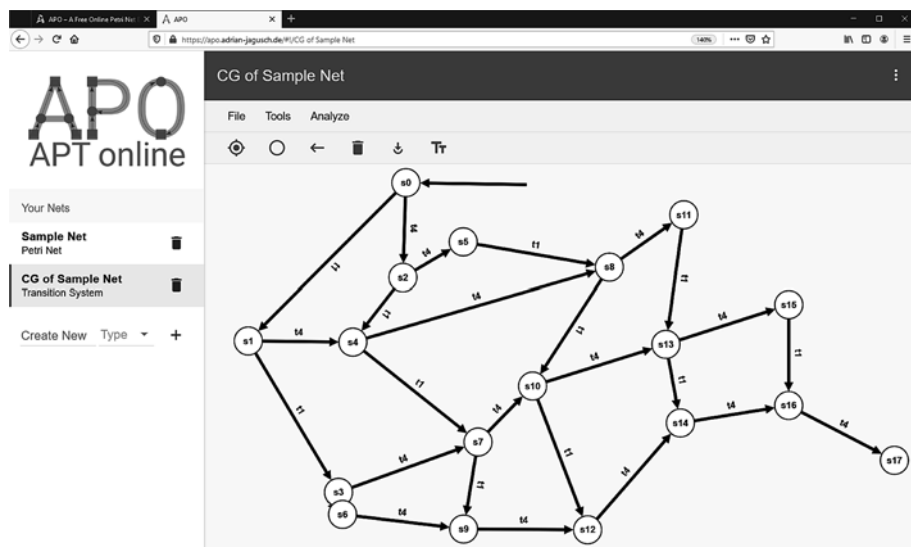 APO – A Free Online Petri Net
APO
https://apo.adrian-jagusch.de/#!/CG of Sample Net
140%
APO
APT online
Your Nets
Sample Net
Petri Net
CG of Sample Net
Transition System
Create New Type
CG of Sample Net
File Tools Analyze
s0
t4
t1
s11
s5
t1
t4
t4
s8
s2
t4
t1
t1
s15
t4
t1
s1
t4
s4
s13
t1
t4
t1
s10
t1
s16
t4
t1
t4
s14
t4
s7
t1
s17
t4
t4
s3
t1
s6
t4
s9
t4
s12